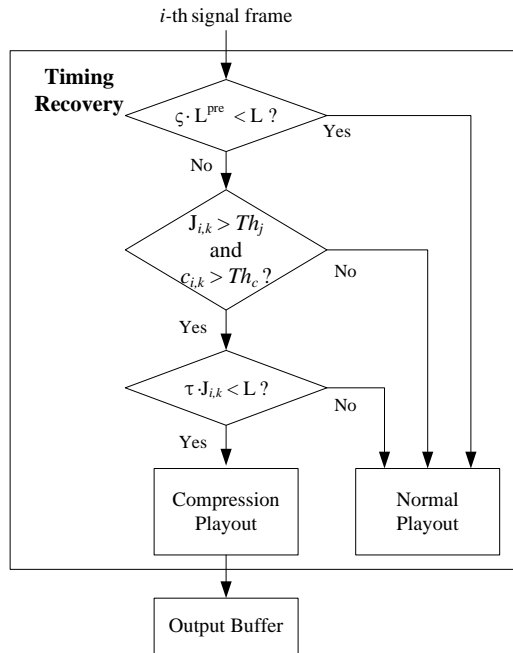 i-th signal frame
Timing
Recovery
ς· L^pre < L ?
Yes
No
J_i,k > Th_j
and
c_i,k > Th_c ?
No
Yes
τ·J_i,k < L ?
No
Yes
Compression
Playout
Normal
Playout
Output Buffer